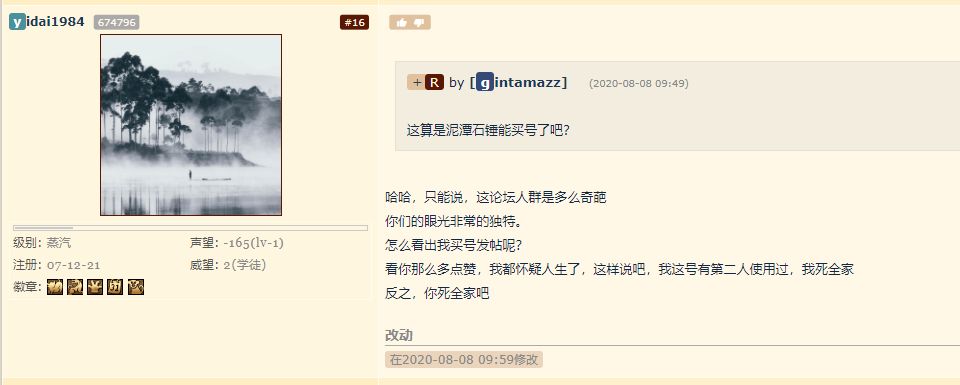 yidai1984 674796 #16
级别: 蒸汽 声望: -165(lv-1)
注册: 07-12-21 威望: 2(学徒)
徽章:
+ R by [gintamazz] (2020-08-08 09:49)
这算是泥潭石锤能买号了吧?
哈哈，只能说，这论坛人群是多么奇葩
你们的眼光非常的独特。
怎么看出我买号发帖呢?
看你那么多点赞，我都怀疑人生了，这样说吧，我这号有第二人使用过，我死全家
反之，你死全家吧
改动
在2020-08-08 09:59修改